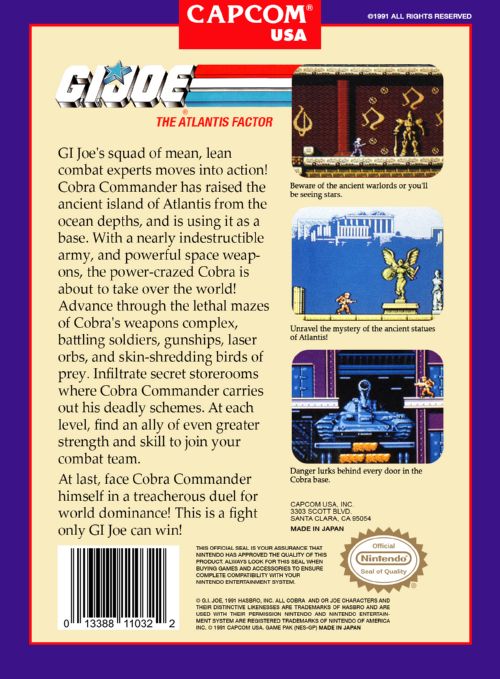 CAPCOM®
USA
©1991 ALL RIGHTS RESERVED
GI JOE®
THE ATLANTIS FACTOR
GI Joe's squad of mean, lean
combat experts moves into action!
Cobra Commander has raised the
ancient island of Atlantis from the
ocean depths, and is using it as a
base. With a nearly indestructible
army, and powerful space weap-
ons, the power-crazed Cobra is
about to take over the world!
Advance through the lethal mazes
of Cobra's weapons complex,
battling soldiers, gunships, laser
orbs, and skin-shredding birds of
prey. Infiltrate secret storerooms
where Cobra Commander carries
out his deadly schemes. At each
level, find an ally of even greater
strength and skill to join your
combat team.
At last, face Cobra Commander
himself in a treacherous duel for
world dominance! This is a fight
only GI Joe can win!
Beware of the ancient warlords or you'll
be seeing stars.
Unravel the mystery of the ancient statues
of Atlantis!
Danger lurks behind every door in the
Cobra base.
CAPCOM USA, INC.
3303 SCOTT BLVD.
SANTA CLARA, CA 95054
MADE IN JAPAN
THIS OFFICIAL SEAL IS YOUR ASSURANCE THAT
NINTENDO HAS APPROVED THE QUALITY OF THIS
PRODUCT. ALWAYS LOOK FOR THIS SEAL WHEN
BUYING GAMES AND ACCESSORIES TO ENSURE
COMPLETE COMPATIBILITY WITH YOUR
NINTENDO ENTERTAINMENT SYSTEM.
Official
Nintendo®
Seal of Quality
© G.I. JOE, 1991 HASBRO, INC. ALL COBRA AND OR JOE CHARACTERS AND
THEIR DISTINCTIVE LIKENESSES ARE TRADEMARKS OF HASBRO AND ARE
USED WITH THEIR PERMISSION NINTENDO AND NINTENDO ENTERTAIN-
MENT SYSTEM ARE REGISTERED TRADEMARKS OF NINTENDO OF AMERICA
INC. © 1991 CAPCOM USA. GAME PAK (NES-GP) MADE IN JAPAN
0 13388 11032 2